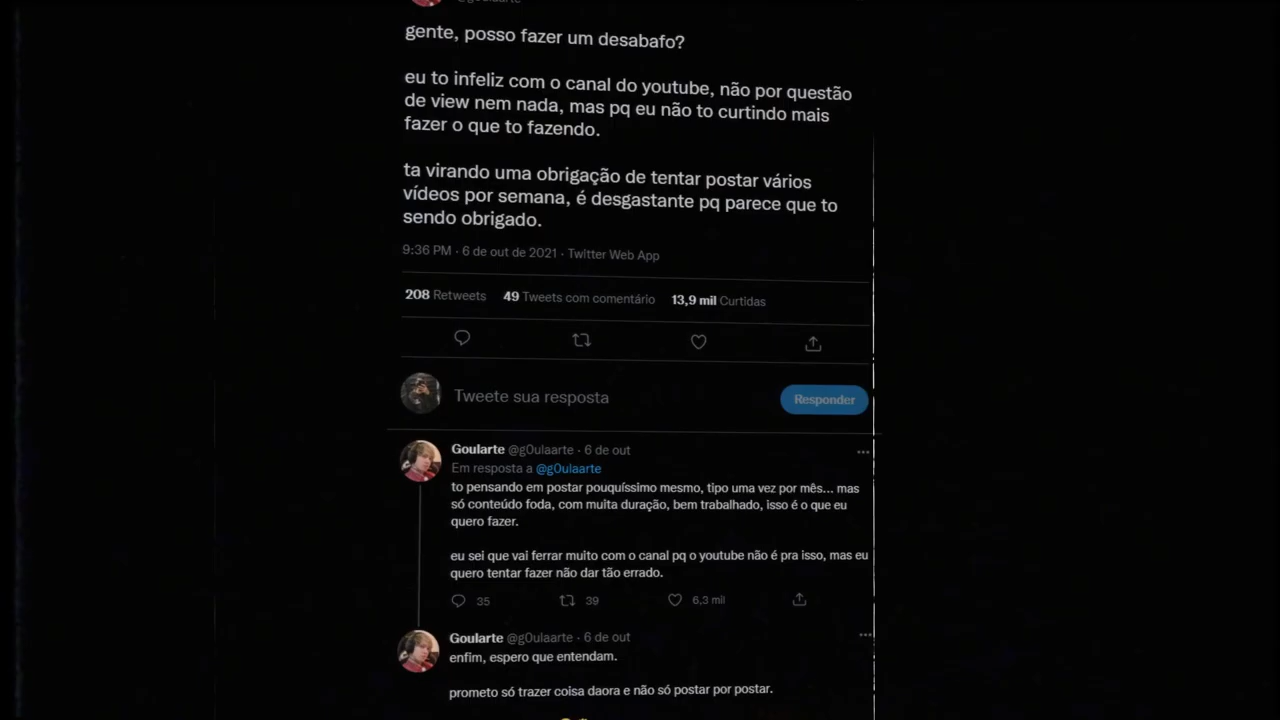 gente, posso fazer um desabafo?
eu to infeliz com o canal do youtube, não por questão
de view nem nada, mas pq eu não to curtindo mais
fazer o que to fazendo.
ta virando uma obrigação de tentar postar vários
vídeos por semana, é desgastante pq parece que to
sendo obrigado.
9:36 PM · 6 de out de 2021 · Twitter Web App
208 Retweets 49 Tweets com comentário 13,9 mil Curtidas
Tweete sua resposta
Responder
Goularte @g0ulaarte · 6 de out
Em resposta a @g0ulaarte
to pensando em postar pouquíssimo mesmo, tipo uma vez por mês... mas
só conteúdo foda, com muita duração, bem trabalhado, isso é o que eu
quero fazer.
eu sei que vai ferrar muito com o canal pq o youtube não é pra isso, mas eu
quero tentar fazer não dar tão errado.
35 39 6,3 mil
Goularte @g0ulaarte · 6 de out
enfim, espero que entendam.
prometo só trazer coisa daora e não só postar por postar.